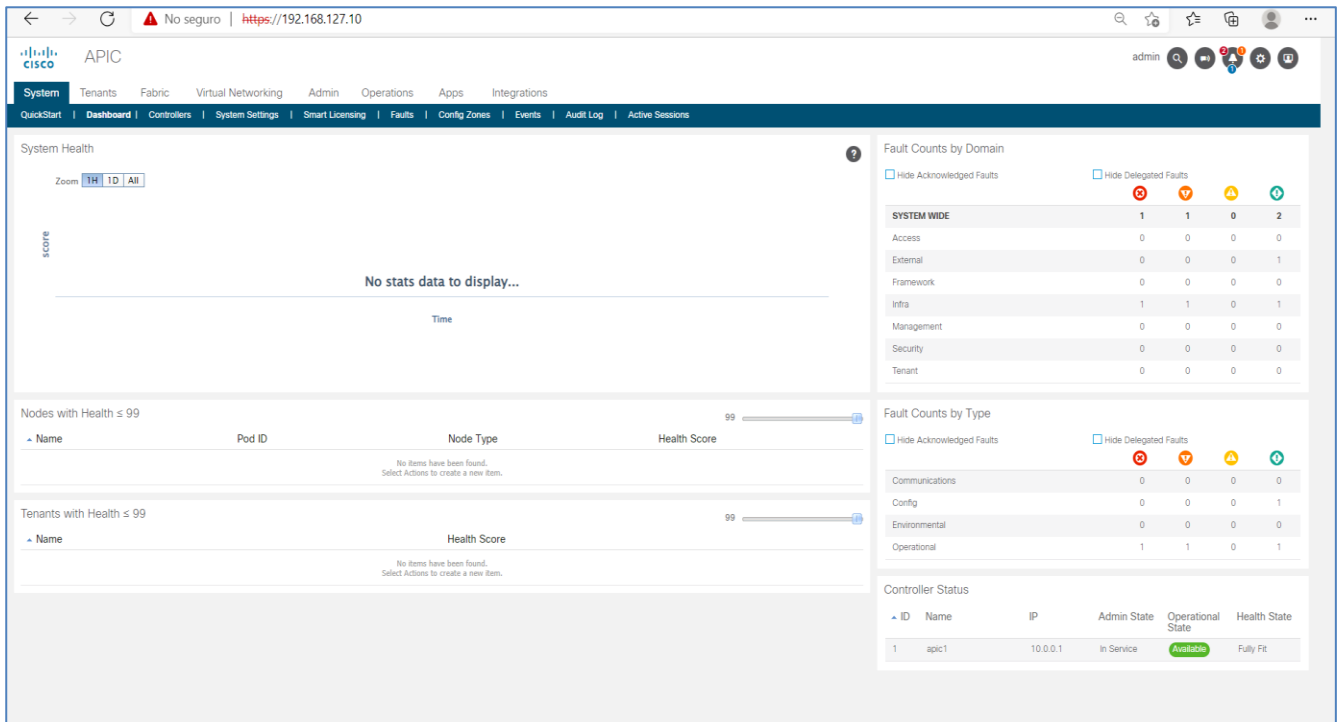 No seguro | https://192.168.127.10
CISCO APIC admin 2 1 1
System Tenants Fabric Virtual Networking Admin Operations Apps Integrations
QuickStart | Dashboard | Controllers | System Settings | Smart Licensing | Faults | Config Zones | Events | Audit Log | Active Sessions
System Health
Zoom 1H 1D All
score
No stats data to display...
Time
Nodes with Health ≤ 99 99
Name Pod ID Node Type Health Score
No items have been found.
Select Actions to create a new item.
Tenants with Health ≤ 99 99
Name Health Score
No items have been found.
Select Actions to create a new item.
Fault Counts by Domain
Hide Acknowledged Faults Hide Delegated Faults
SYSTEM WIDE 1 1 0 2
Access 0 0 0 0
External 0 0 0 1
Framework 0 0 0 0
Infra 1 1 0 1
Management 0 0 0 0
Security 0 0 0 0
Tenant 0 0 0 0
Fault Counts by Type
Hide Acknowledged Faults Hide Delegated Faults
Communications 0 0 0 0
Config 0 0 0 1
Environmental 0 0 0 0
Operational 1 1 0 1
Controller Status
ID Name IP Admin State Operational State Health State
1 apic1 10.0.0.1 In Service Available Fully Fit